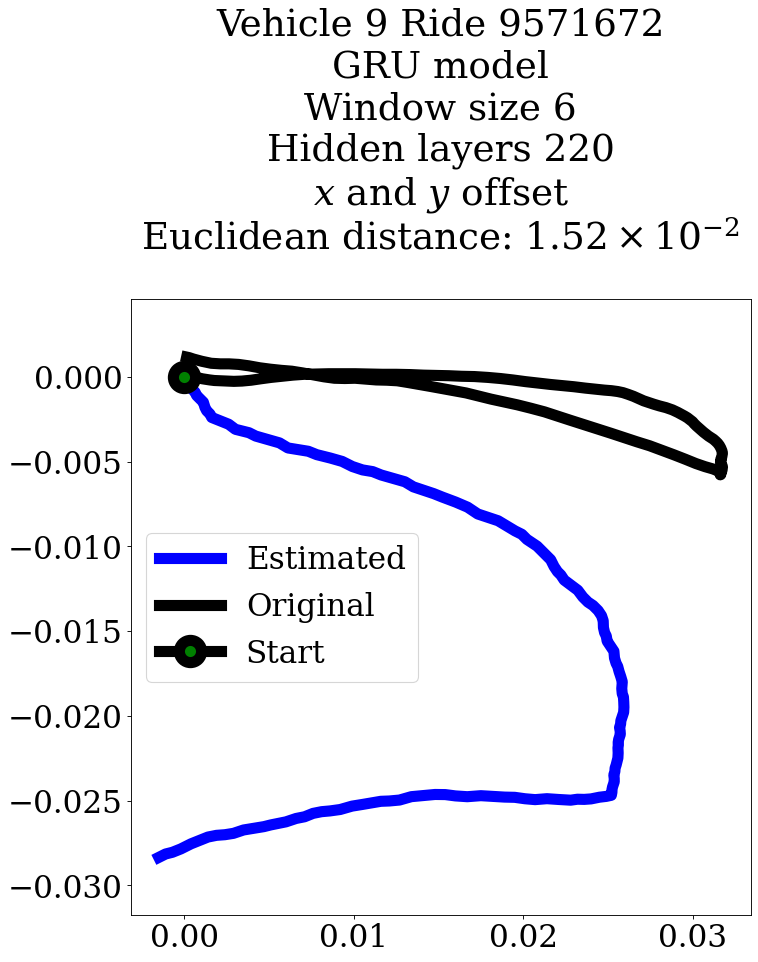 Vehicle 9 Ride 9571672
GRU model
Window size 6
Hidden layers 220
x and y offset
Euclidean distance: 1.52 × 10⁻²
0.000
−0.005
−0.010
−0.015
−0.020
−0.025
−0.030
Estimated
Original
Start
0.00 0.01 0.02 0.03